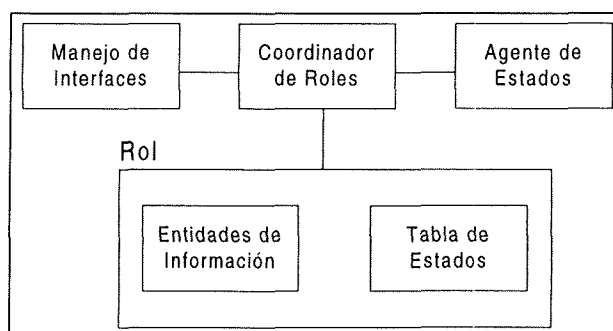 Manejo de
Interfaces
Coordinador
de Roles
Agente de
Estados
Rol
Entidades de
Información
Tabla de
Estados